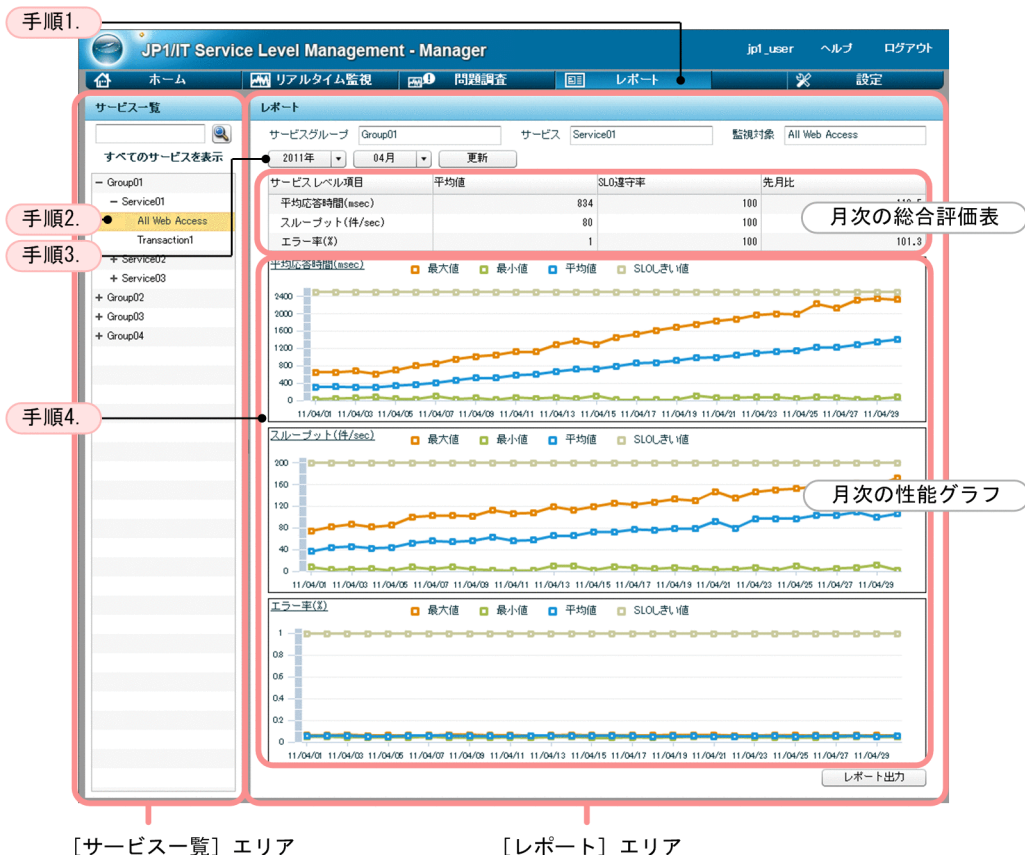 手順1.
JP1/IT Service Level Management - Manager
jp1_user ヘルプ ログアウト
ホーム リアルタイム監視 問題調査 レポート 設定
サービス一覧
すべてのサービスを表示
− Group01
− Service01
All Web Access
Transaction1
+ Service02
+ Service03
+ Group02
+ Group03
+ Group04
手順2.
手順3.
手順4.
レポート
サービスグループ Group01 サービス Service01 監視対象 All Web Access
2011年 04月 更新
サービスレベル項目 平均値 SLO遵守率 先月比
平均応答時間(msec) 834 100
スループット(件/sec) 80 100
エラー率(%) 1 100 101.3
月次の総合評価表
平均応答時間(msec) 最大値 最小値 平均値 SLOしきい値
2400
2000
1600
1200
800
400
0
11/04/01 11/04/03 11/04/05 11/04/07 11/04/09 11/04/11 11/04/13 11/04/15 11/04/17 11/04/19 11/04/21 11/04/23 11/04/25 11/04/27 11/04/29
スループット(件/sec) 最大値 最小値 平均値 SLOしきい値
200
160
120
80
40
0
11/04/01 11/04/03 11/04/05 11/04/07 11/04/09 11/04/11 11/04/13 11/04/15 11/04/17 11/04/19 11/04/21 11/04/23 11/04/25 11/04/27 11/04/29
月次の性能グラフ
エラー率(%) 最大値 最小値 平均値 SLOしきい値
1
0.8
0.6
0.4
0.2
0
11/04/01 11/04/03 11/04/05 11/04/07 11/04/09 11/04/11 11/04/13 11/04/15 11/04/17 11/04/19 11/04/21 11/04/23 11/04/25 11/04/27 11/04/29
レポート出力
[サービス一覧] エリア
[レポート] エリア